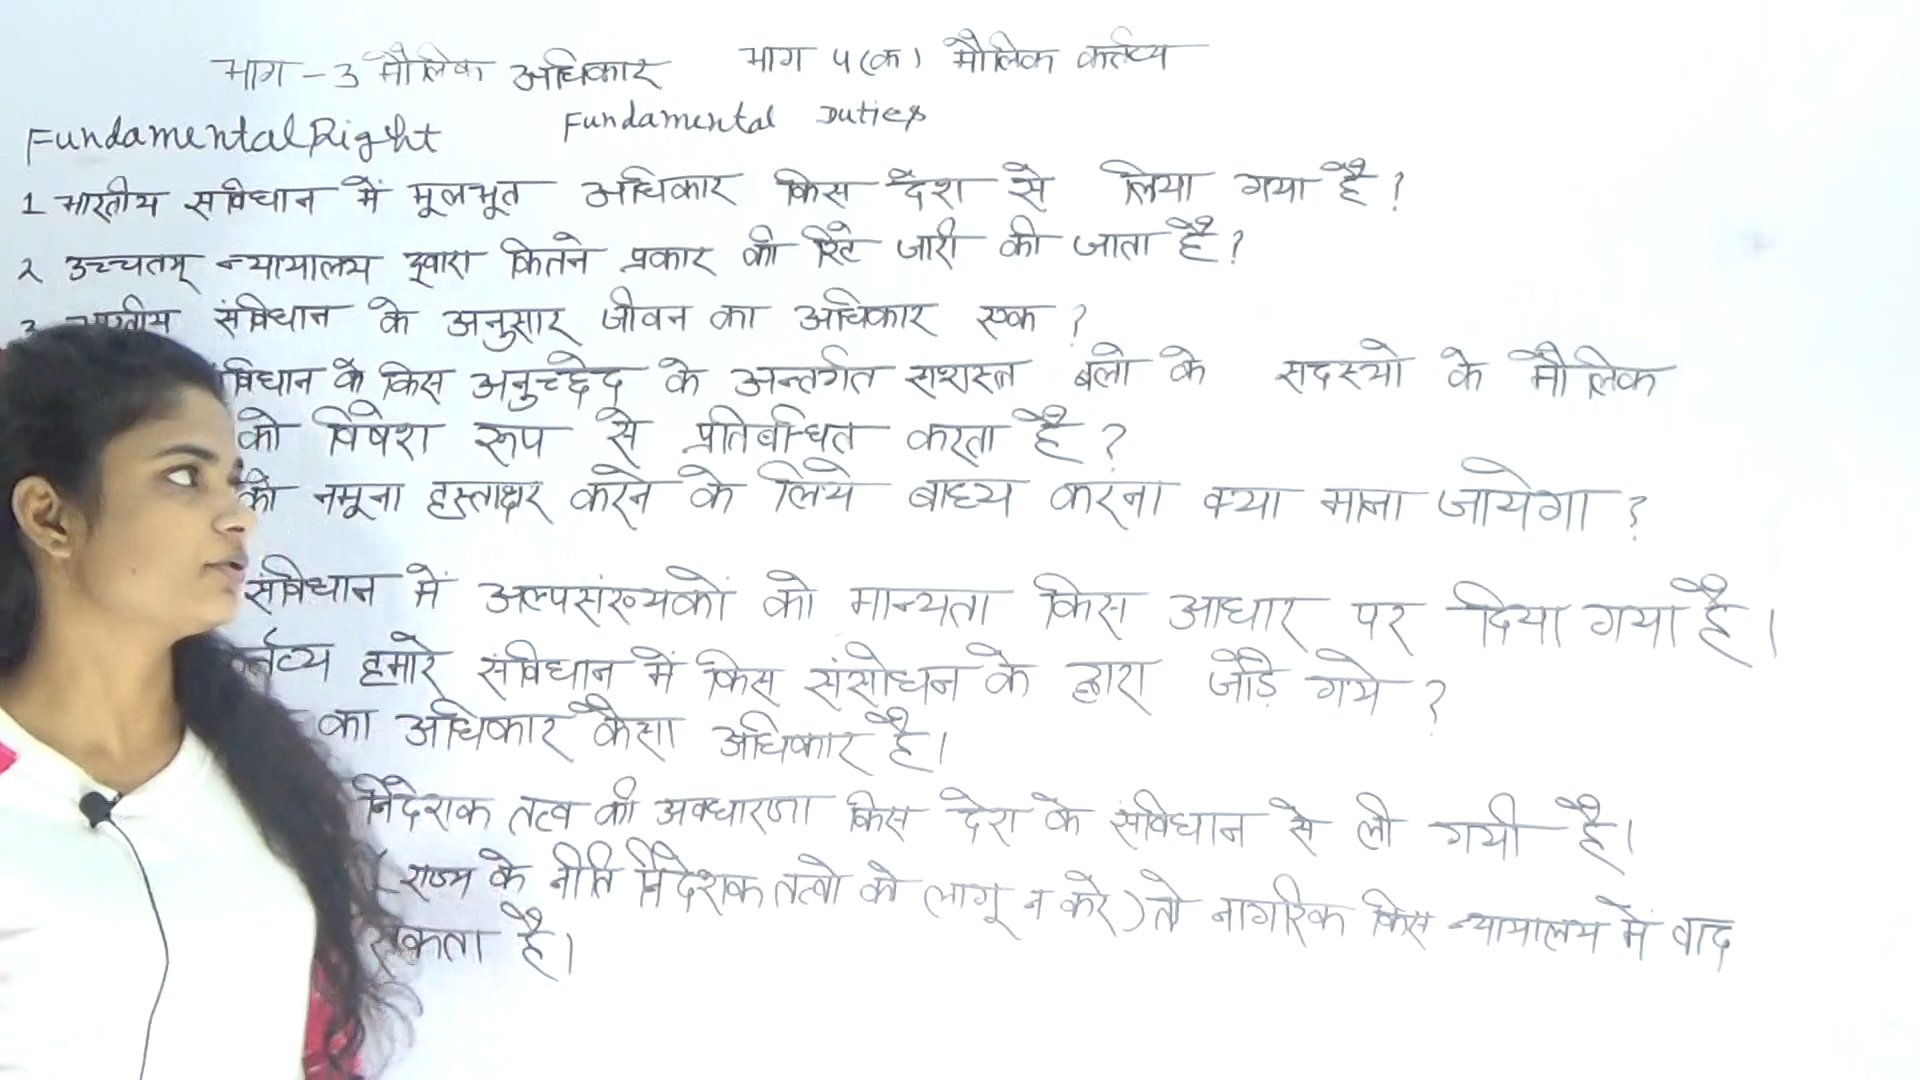 भाग - 3 मौलिक अधिकार भाग 4(क) मौलिक कर्त्तव्य
Fundamental Right Fundamental Duties
1 भारतीय सविधान में मूलभूत अधिकार किस देश से लिया गया है ?
2 उच्चतम् न्यायालय द्वारा कितने प्रकार की रिटे जारी की जाता है ?
संविधान के अनुसार जीवन का अधिकार एक ?
विधान के किस अनुच्छेद के अन्तर्गत सशस्त्र बलो के सदस्यो के मौलिक
को विषेश रूप से प्रतिबन्धित करता है ?
को नमूना हस्ताक्षर करने के लिये बाध्य करना क्या माना जायेगा ?
संविधान में अल्पसंख्यकों को मान्यता किस आधार पर दिया गया है।
र्त्तव्य हमारे संविधान में किस संसोधन के द्वारा जोड़े गये ?
का अधिकार कैसा अधिकार है।
निदेशक तत्व की अवधारणा किस देश के संविधान से ली गयी है।
( राज्य के नीति निदेशक तत्वो को लागू न करे ) तो नागरिक किस न्यायालय में वाद
सकता है।